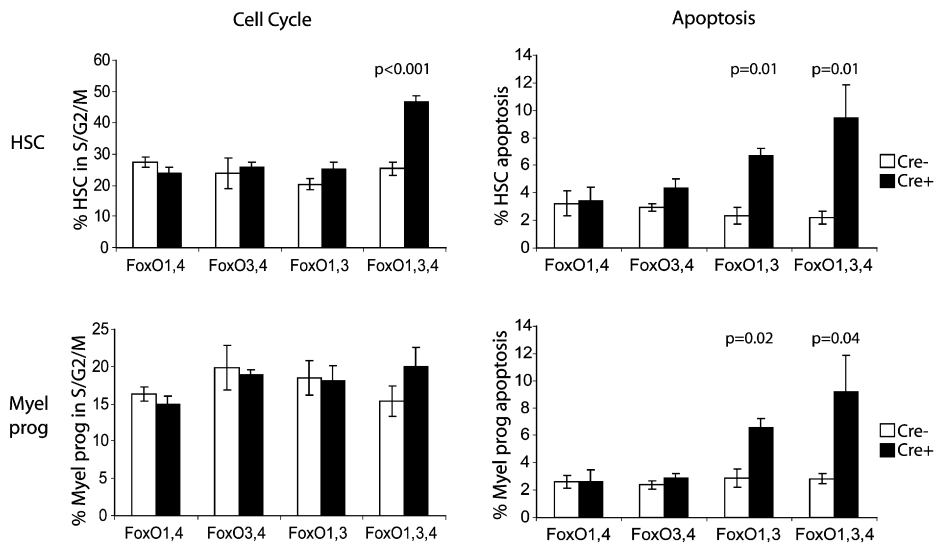 Cell Cycle
Apoptosis
HSC
% HSC in S/G2/M
60
50
40
30
20
10
0
p<0.001
FoxO1,4 FoxO3,4 FoxO1,3 FoxO1,3,4
% HSC apoptosis
14
12
10
8
6
4
2
0
p=0.01 p=0.01
FoxO1,4 FoxO3,4 FoxO1,3 FoxO1,3,4
Cre-
Cre+
Myel
prog
% Myel prog in S/G2/M
25
20
15
10
5
0
FoxO1,4 FoxO3,4 FoxO1,3 FoxO1,3,4
% Myel prog apoptosis
14
12
10
8
6
4
2
0
p=0.02 p=0.04
FoxO1,4 FoxO3,4 FoxO1,3 FoxO1,3,4
Cre-
Cre+